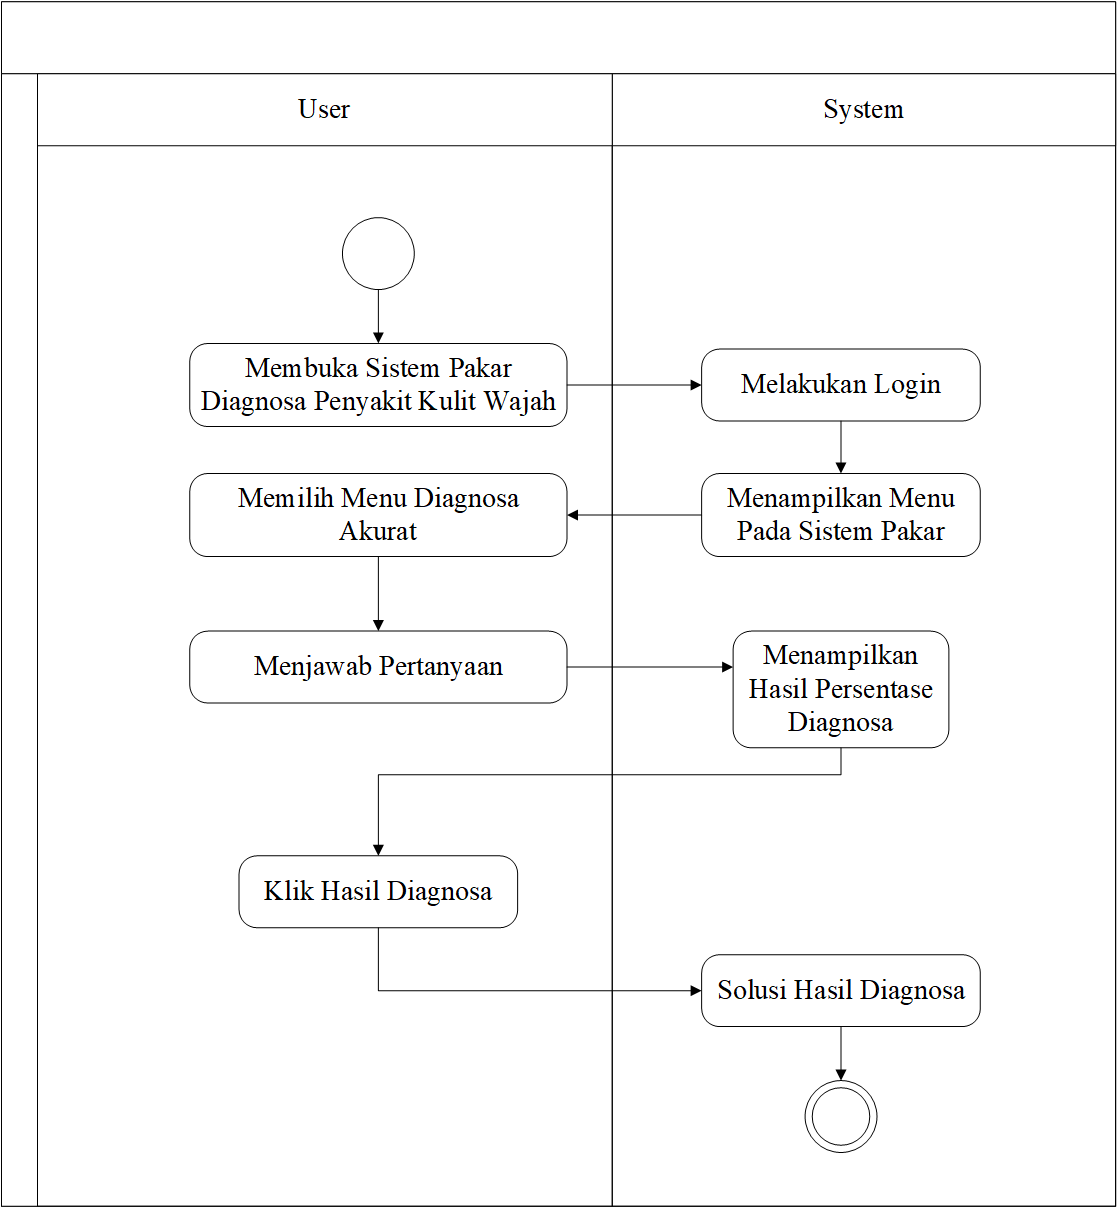 User
System
Membuka Sistem Pakar
Diagnosa Penyakit Kulit Wajah
Melakukan Login
Menampilkan Menu
Pada Sistem Pakar
Memilih Menu Diagnosa
Akurat
Menjawab Pertanyaan
Menampilkan
Hasil Persentase
Diagnosa
Klik Hasil Diagnosa
Solusi Hasil Diagnosa